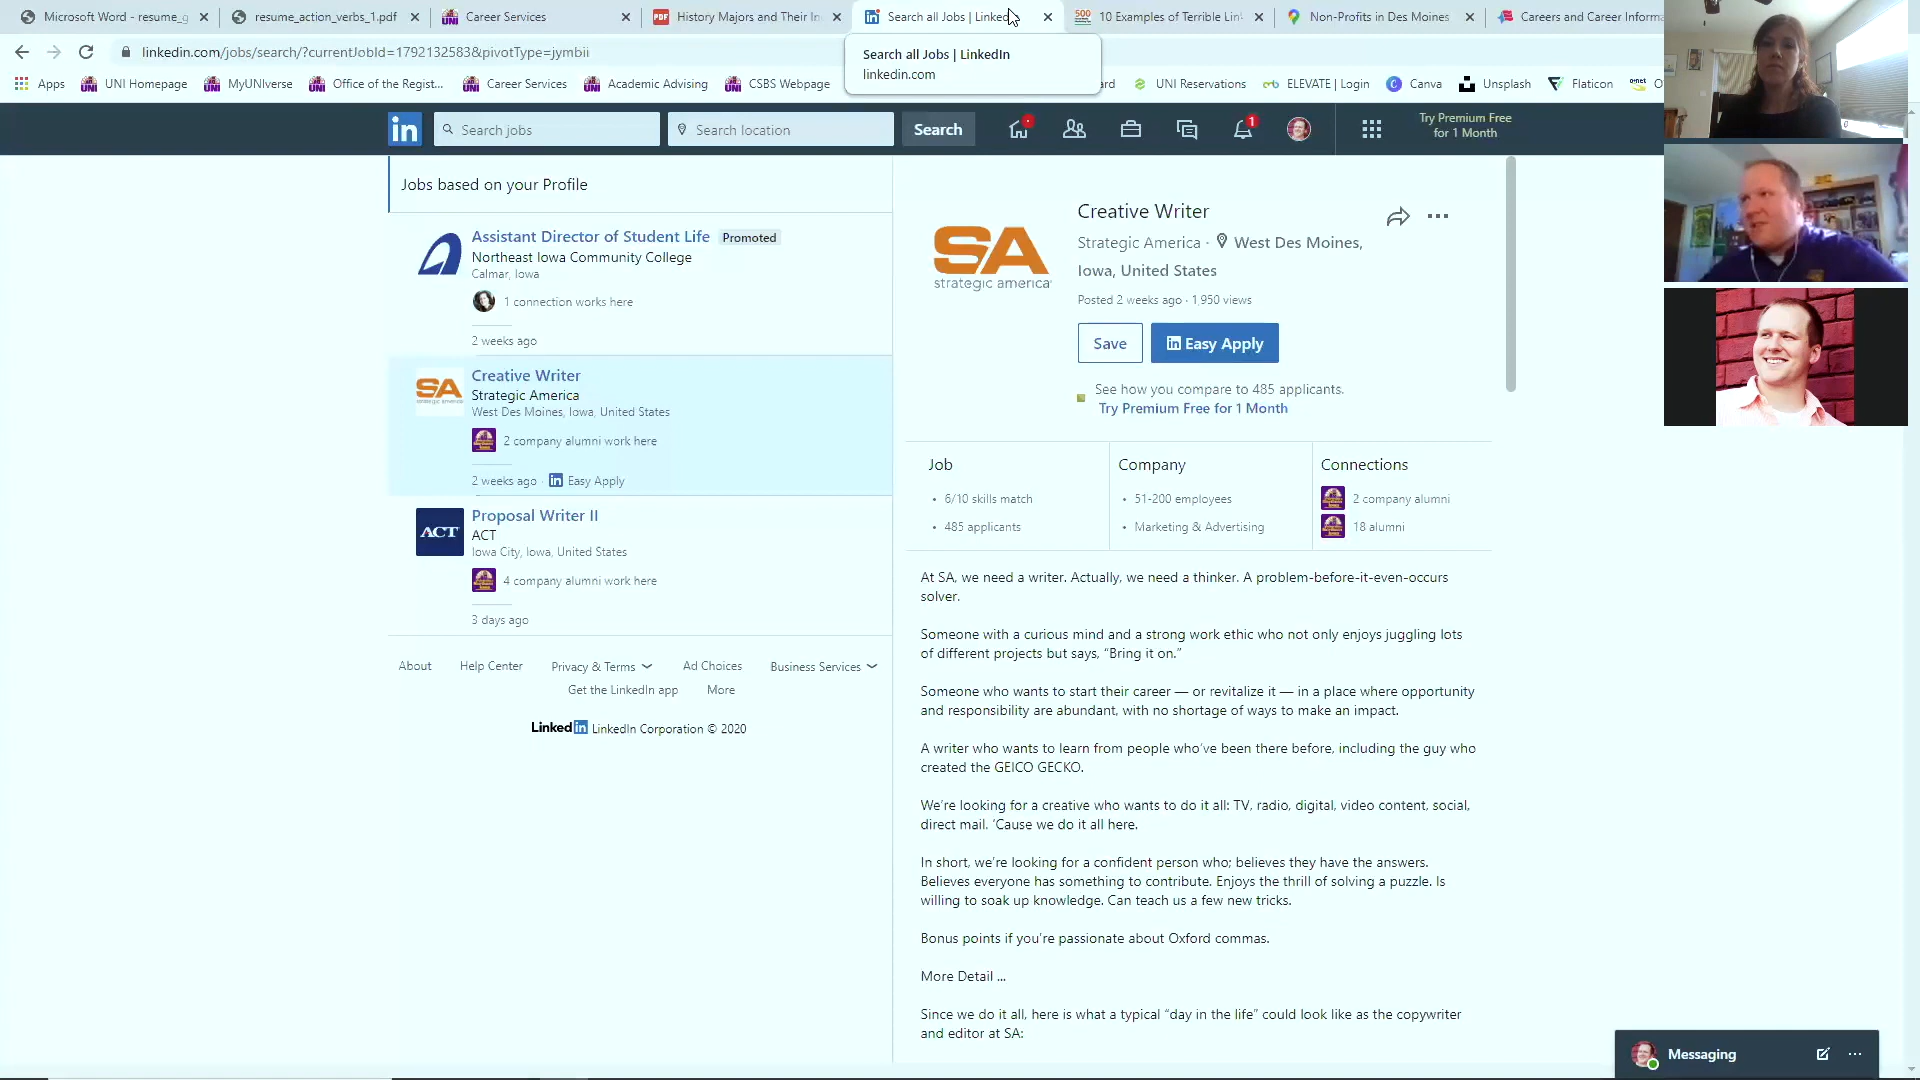 Microsoft Word - resume_g
resume_action_verbs_1.pdf
Career Services
History Majors and Their In
Search all Jobs | Linked
10 Examples of Terrible Lin
Non-Profits in Des Moines
Careers and Career Informa
linkedin.com/jobs/search/?currentJobId=1792132583&pivotType=jymbii
Search all Jobs | LinkedIn
linkedin.com
Apps
UNI Homepage
MyUNIverse
Office of the Regist...
Career Services
Academic Advising
CSBS Webpage
ard
UNI Reservations
ELEVATE | Login
Canva
Unsplash
Flaticon
in
Search jobs
Search location
Search
1
Try Premium Free
for 1 Month
Jobs based on your Profile
Assistant Director of Student Life Promoted
Northeast Iowa Community College
Calmar, Iowa
1 connection works here
2 weeks ago
SA
strategic america
Creative Writer
Strategic America
West Des Moines, Iowa, United States
2 company alumni work here
2 weeks ago · in Easy Apply
ACT
Proposal Writer II
ACT
Iowa City, Iowa, United States
4 company alumni work here
3 days ago
About
Help Center
Privacy & Terms
Ad Choices
Business Services
Get the LinkedIn app
More
Linkedin LinkedIn Corporation © 2020
SA
strategic america
Creative Writer
Strategic America · West Des Moines,
Iowa, United States
Posted 2 weeks ago · 1,950 views
Save
in Easy Apply
See how you compare to 485 applicants.
Try Premium Free for 1 Month
Job
• 6/10 skills match
• 485 applicants
Company
• 51-200 employees
• Marketing & Advertising
Connections
2 company alumni
18 alumni
At SA, we need a writer. Actually, we need a thinker. A problem-before-it-even-occurs
solver.
Someone with a curious mind and a strong work ethic who not only enjoys juggling lots
of different projects but says, “Bring it on.”
Someone who wants to start their career — or revitalize it — in a place where opportunity
and responsibility are abundant, with no shortage of ways to make an impact.
A writer who wants to learn from people who’ve been there before, including the guy who
created the GEICO GECKO.
We’re looking for a creative who wants to do it all: TV, radio, digital, video content, social,
direct mail. ’Cause we do it all here.
In short, we’re looking for a confident person who; believes they have the answers.
Believes everyone has something to contribute. Enjoys the thrill of solving a puzzle. Is
willing to soak up knowledge. Can teach us a few new tricks.
Bonus points if you’re passionate about Oxford commas.
More Detail ...
Since we do it all, here is what a typical “day in the life” could look like as the copywriter
and editor at SA:
Messaging